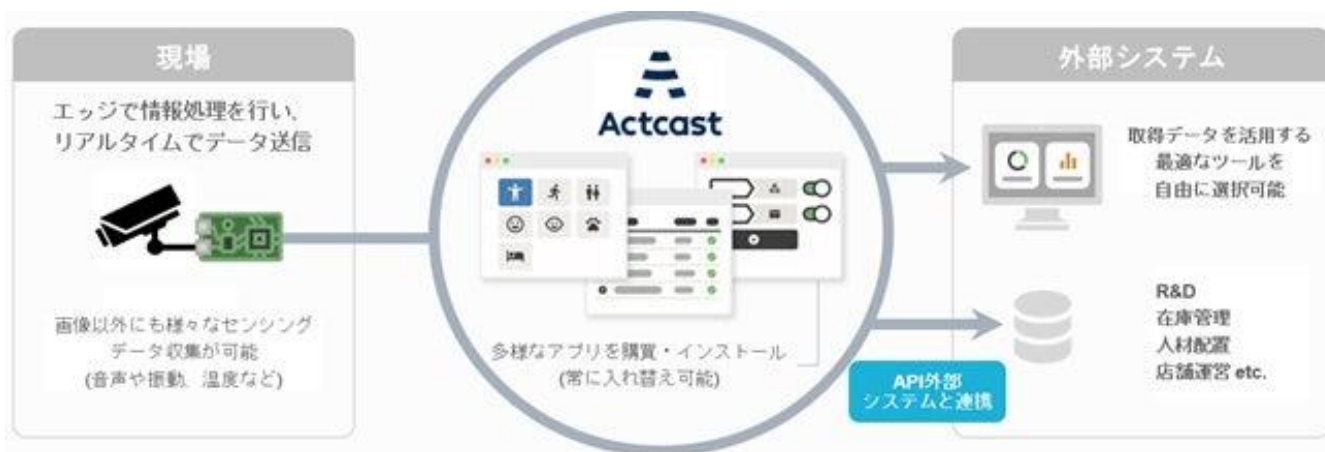 現場
エッジで情報処理を行い、
リアルタイムでデータ送信
画像以外にも様々なセンシング
データ収集が可能
(音声や振動、温度など)
Actcast
多様なアプリを購買・インストール
(常に入れ替え可能)
API外部
システムと連携
外部システム
取得データを活用する
最適なツールを
自由に選択可能
R&D
在庫管理
人材配置
店舗運営 etc.